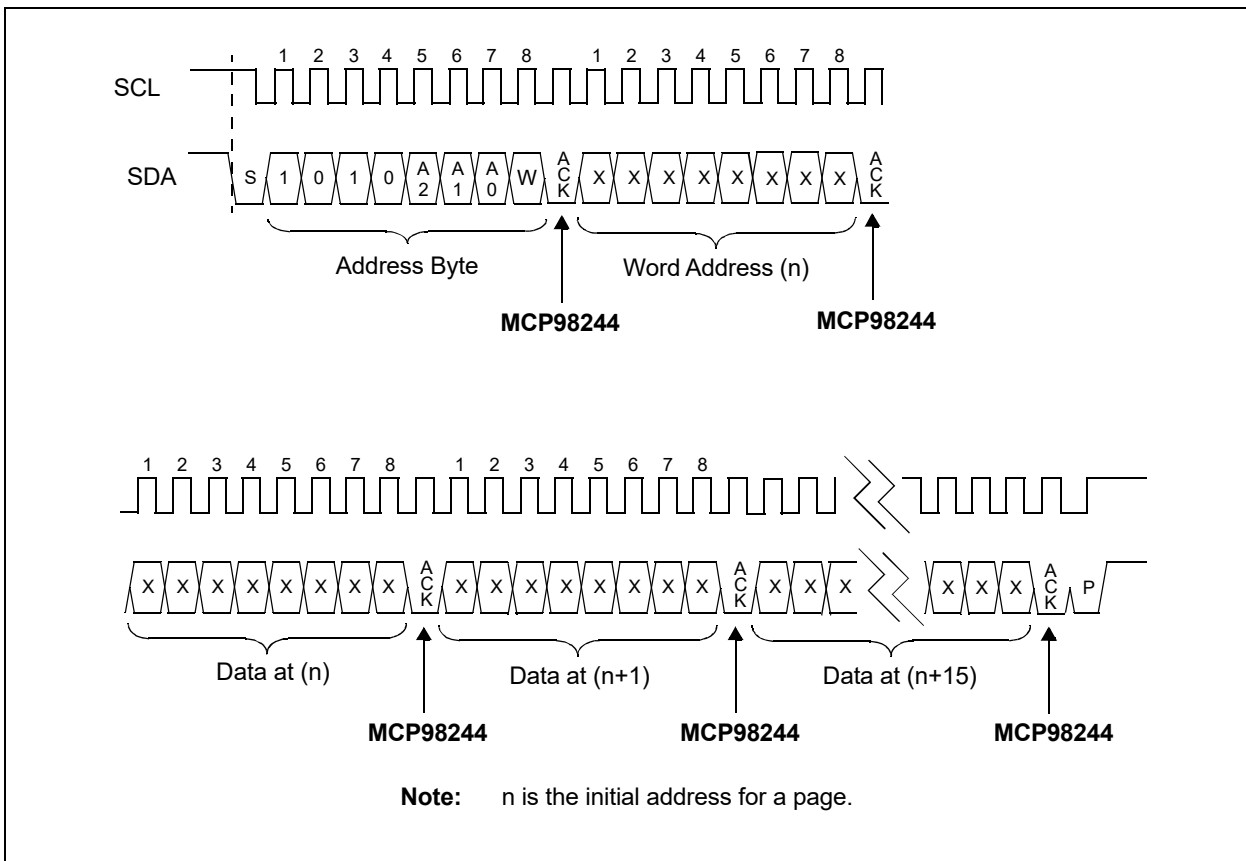 1 2 3 4 5 6 7 8 1 2 3 4 5 6 7 8
SCL
SDA S 1 0 1 0 A2 A1 A0 W ACK X X X X X X X X ACK
Address Byte Word Address (n)
MCP98244 MCP98244
1 2 3 4 5 6 7 8 1 2 3 4 5 6 7 8
X X X X X X X X ACK X X X X X X X X ACK X X X X X X ACK P
Data at (n) Data at (n+1) Data at (n+15)
MCP98244 MCP98244 MCP98244
Note: n is the initial address for a page.